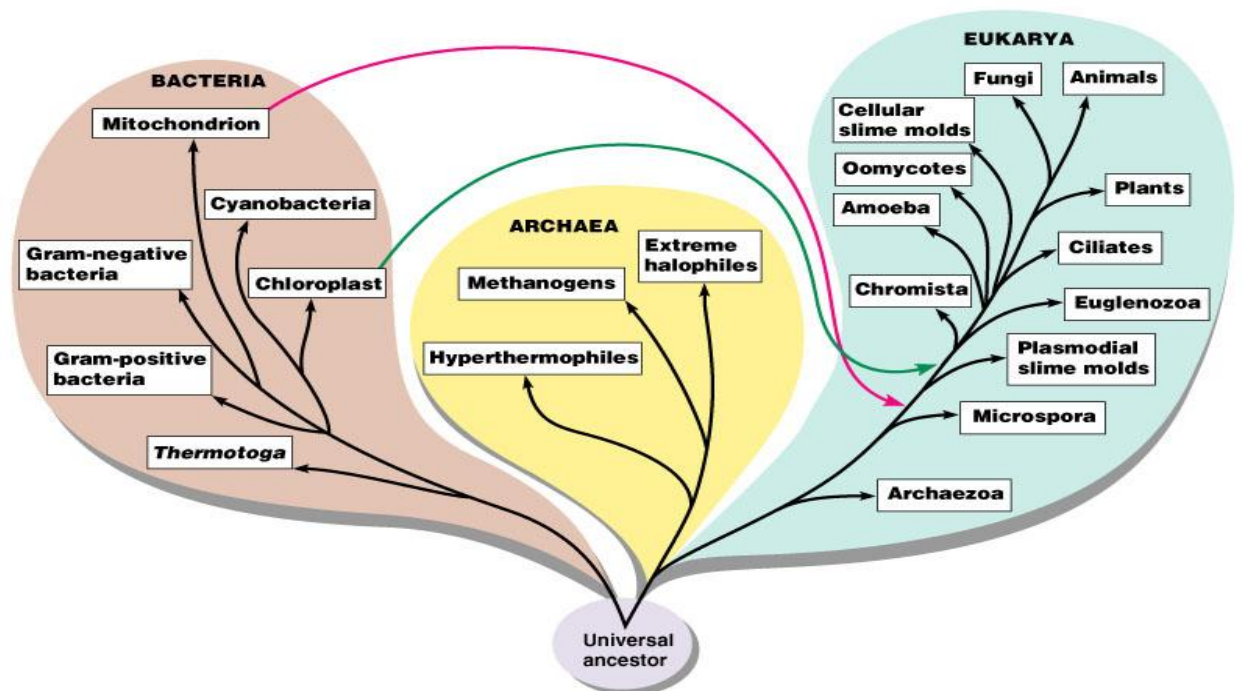 BACTERIA
Mitochondrion
Cyanobacteria
Gram-negative
bacteria
Chloroplast
Gram-positive
bacteria
Thermotoga
ARCHAEA
Extreme
halophiles
Methanogens
Hyperthermophiles
EUKARYA
Fungi
Animals
Cellular
slime molds
Oomycotes
Plants
Amoeba
Ciliates
Chromista
Euglenozoa
Plasmodial
slime molds
Microspora
Archaezoa
Universal
ancestor